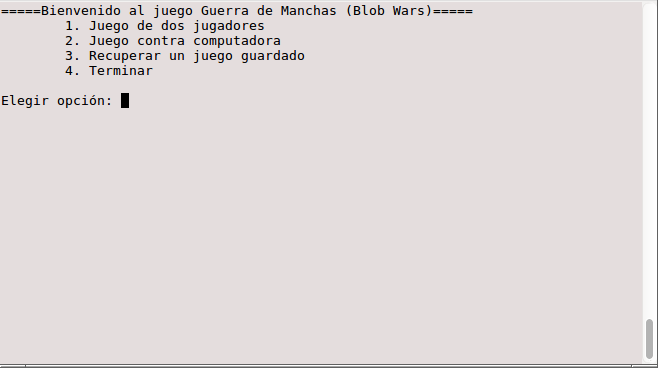 =====Bienvenido al juego Guerra de Manchas (Blob Wars)=====
1. Juego de dos jugadores
2. Juego contra computadora
3. Recuperar un juego guardado
4. Terminar
Elegir opción: